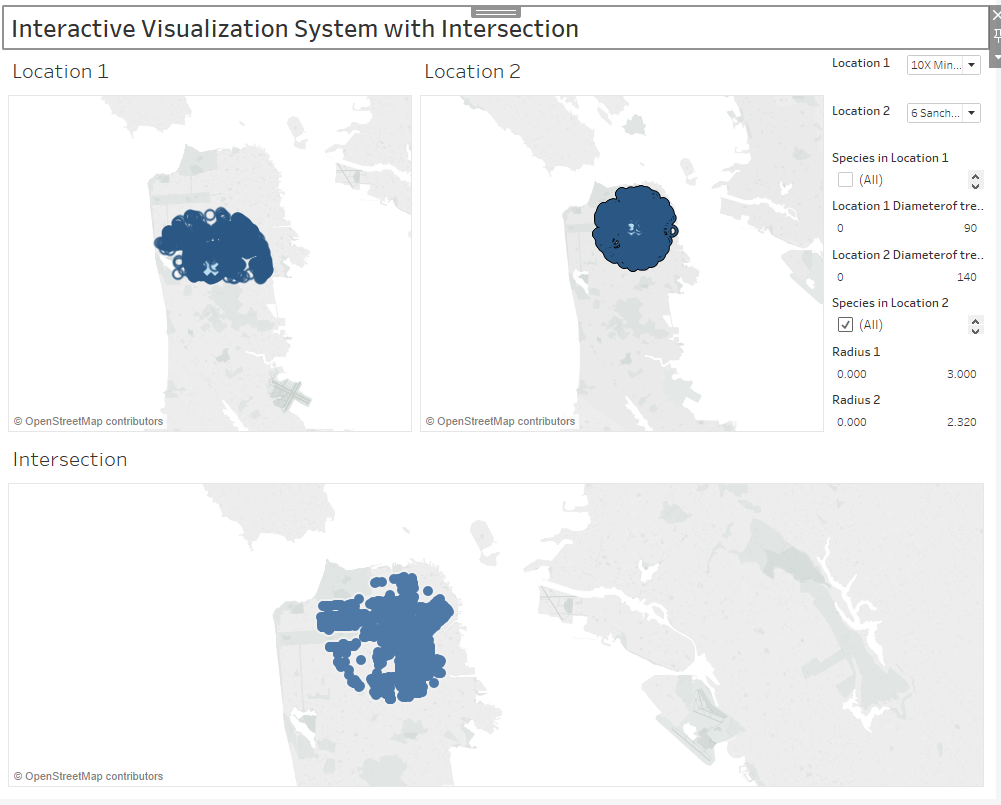 Interactive Visualization System with Intersection
Location 1
Location 2
Location 1
10X Min...
Location 2
6 Sanch...
Species in Location 1
(All)
Location 1 Diameterof tre..
0 90
Location 2 Diameterof tre..
0 140
Species in Location 2
(All)
Radius 1
0.000 3.000
Radius 2
0.000 2.320
© OpenStreetMap contributors
© OpenStreetMap contributors
Intersection
© OpenStreetMap contributors